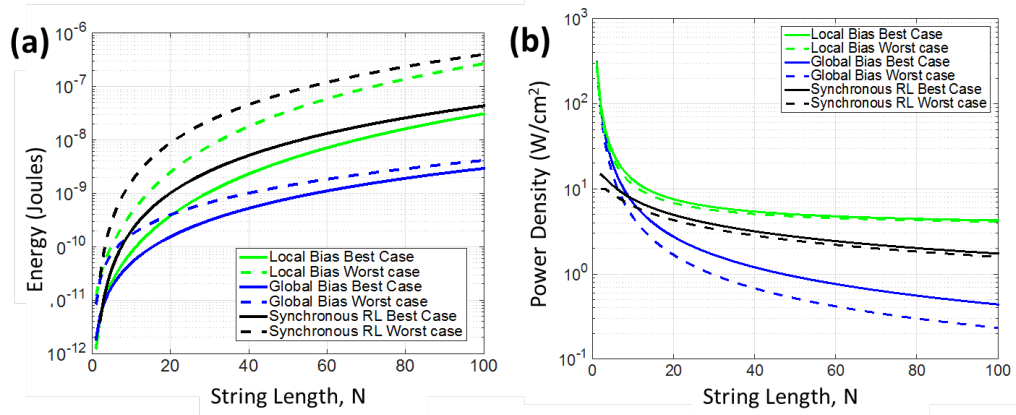 (a)
Energy (Joules)
10^-6
10^-7
10^-8
10^-9
0^-10
, 0^-11
10^-12
0
20
40
60
80
100
String Length, N
Local Bias Best Case
Local Bias Worst case
Global Bias Best Case
Global Bias Worst case
Synchronous RL Best Case
Synchronous RL Worst case
(b)
Power Density (W/cm²)
10^3
10^2
10^1
10^0
10^-1
0
20
40
60
80
100
String Length, N
Local Bias Best Case
Local Bias Worst case
Global Bias Best Case
Global Bias Worst case
Synchronous RL Best Case
Synchronous RL Worst case